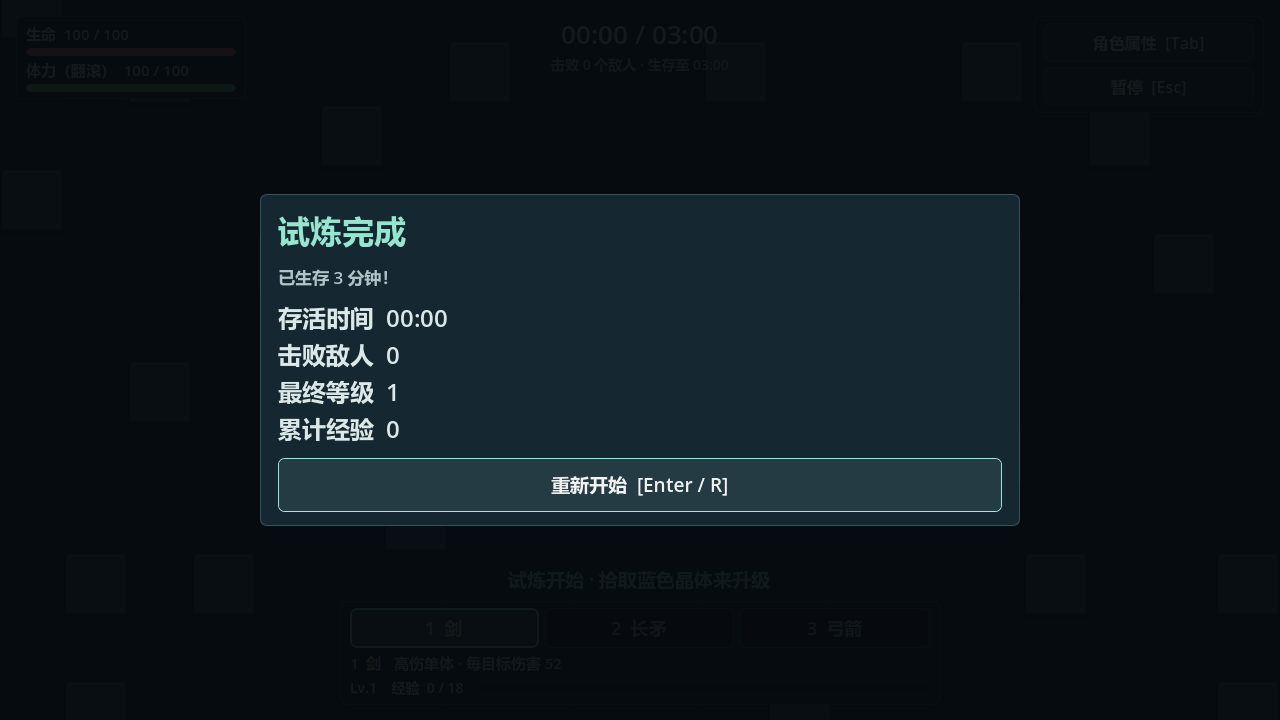 生命 100 / 100
体力（翻滚） 100 / 100
00:00 / 03:00
击败 0 个敌人 · 生存至 03:00
角色属性 [Tab]
暂停 [Esc]
试炼完成
已生存 3 分钟！
存活时间 00:00
击败敌人 0
最终等级 1
累计经验 0
重新开始 [Enter / R]
试炼开始 · 拾取蓝色晶体来升级
1 剑
2 长矛
3 弓箭
1 剑 高伤单体 · 每目标伤害 52
Lv.1 经验 0 / 18